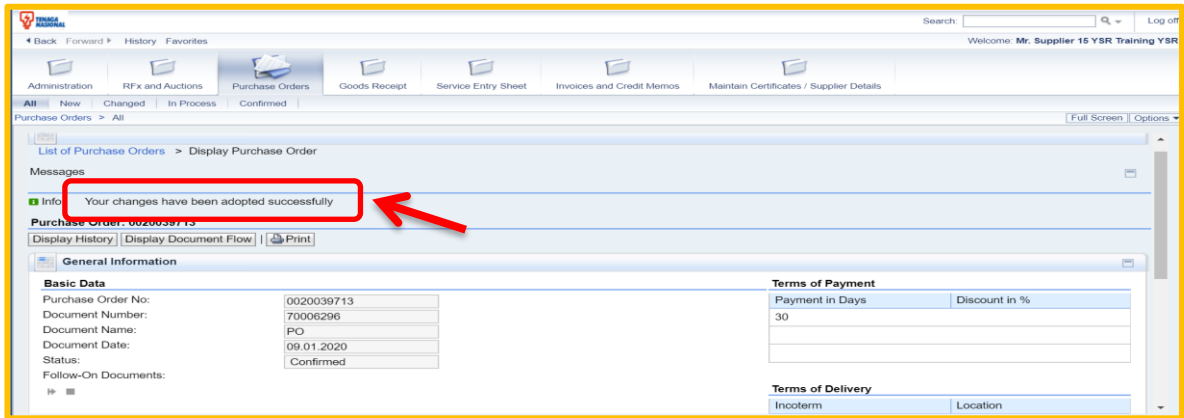 TENAGA NASIONAL Search: Log off
Back Forward History Favorites Welcome: Mr. Supplier 15 YSR Training YSR
Administration RFx and Auctions Purchase Orders Goods Receipt Service Entry Sheet Invoices and Credit Memos Maintain Certificates / Supplier Details
All New Changed In Process Confirmed
Purchase Orders > All Full Screen Options
List of Purchase Orders > Display Purchase Order
Messages
Info Your changes have been adopted successfully
Purchase Order: 0020039713
Display History Display Document Flow | Print
General Information
Basic Data
Purchase Order No: 0020039713
Document Number: 70006296
Document Name: PO
Document Date: 09.01.2020
Status: Confirmed
Follow-On Documents:
Terms of Payment
Payment in Days Discount in %
30
Terms of Delivery
Incoterm Location